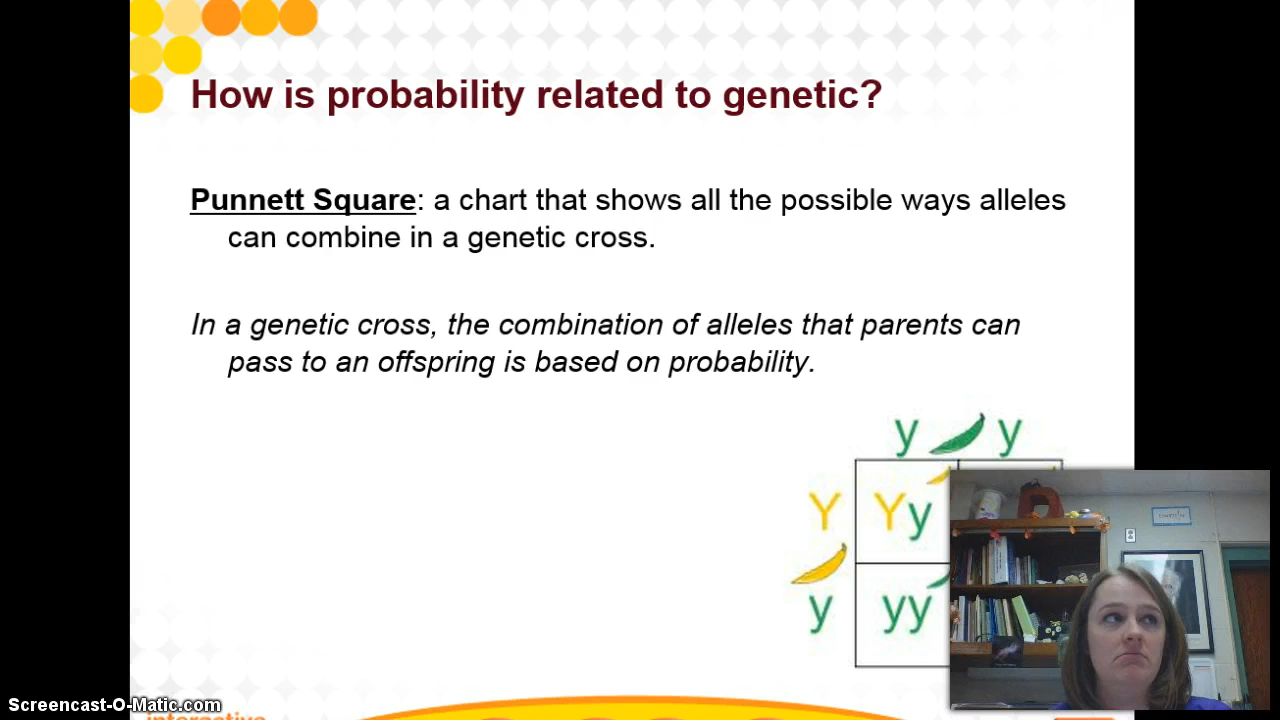 How is probability related to genetic?
Punnett Square: a chart that shows all the possible ways alleles
can combine in a genetic cross.
In a genetic cross, the combination of alleles that parents can
pass to an offspring is based on probability.
y y
Y Yy
y yy
Screencast-O-Matic.com
interactive